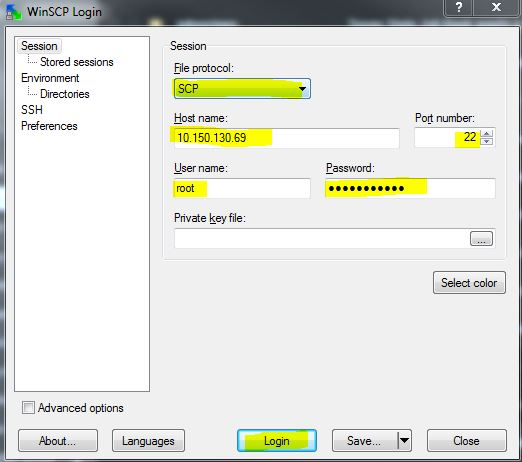 WinSCP Login
Session
Stored sessions
Environment
Directories
SSH
Preferences
Session
File protocol:
SCP
Host name:
Port number:
10.150.130.69
22
User name:
Password:
root
●●●●●●●●●●●
Private key file:
...
Select color
Advanced options
About...
Languages
Login
Save...
Close